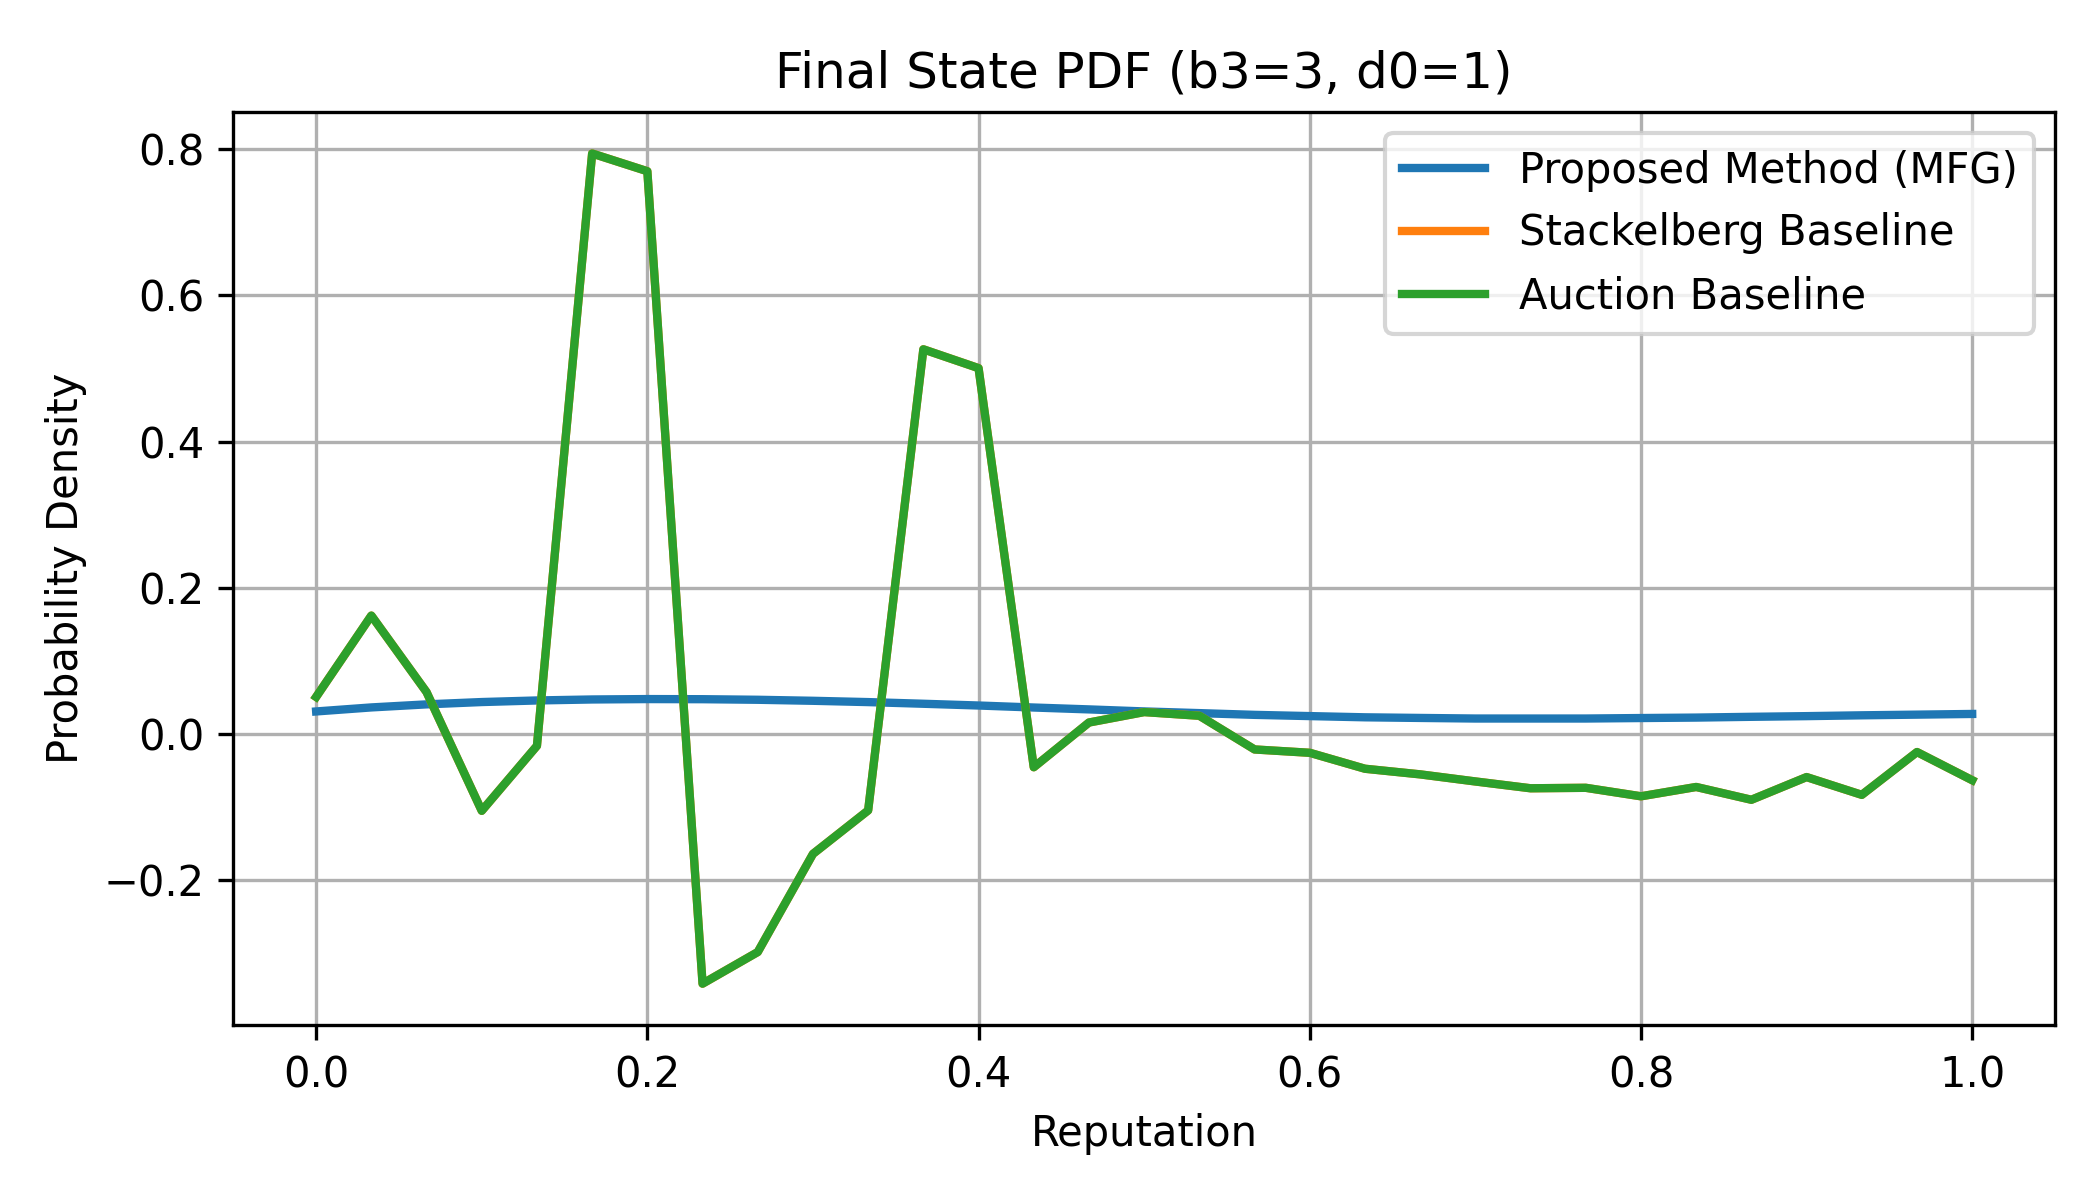 Final State PDF (b3=3, d0=1)
Proposed Method (MFG)
Stackelberg Baseline
Auction Baseline
Probability Density
0.8
0.6
0.4
0.2
0.0
−0.2
0.0 0.2 0.4 0.6 0.8 1.0
Reputation